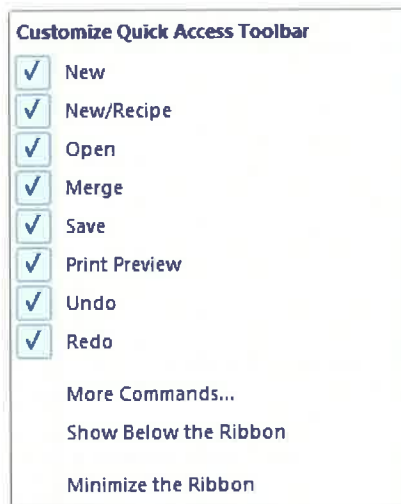 Customize Quick Access Toolbar
New
New/Recipe
Open
Merge
Save
Print Preview
Undo
Redo
More Commands...
Show Below the Ribbon
Minimize the Ribbon